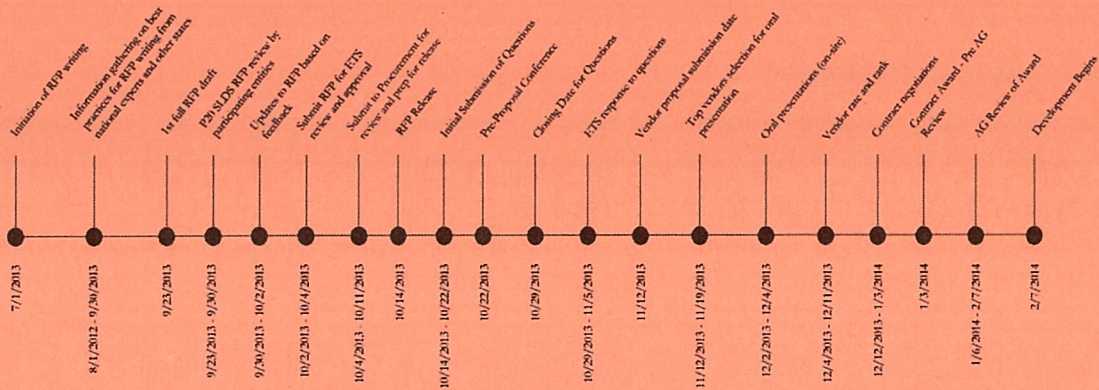 Initiation of RFP writing
Information gathering on best
practices for RFP writing from
national experts and other states
1st full RFP draft
P20 SLDS RFP review by
participating entities
Updates to RFP based on
feedback
Submit RFP for ETS
review and approval
Submit to Procurement for
review and prep for release
RFP Release
Initial Submission of Questions
Pre-Proposal Conference
Closing Date for Questions
ETS response to questions
Vendor proposal submission date
Top vendors selection for oral
presentation
Oral presentations (on-site)
Vendor rate and rank
Contract negotiations
Contract Award - Pre AG
Review
AG Review of Award
Development Begins
7/1/2013
8/1/2012 - 9/30/2013
9/23/2013
9/23/2013 - 9/30/2013
9/30/2013 - 10/2/2013
10/2/2013 - 10/4/2013
10/4/2013 - 10/11/2013
10/14/2013
10/14/2013 - 10/22/2013
10/22/2013
10/29/2013
10/29/2013 - 11/5/2013
11/12/2013
11/12/2013 - 11/19/2013
12/2/2013 - 12/4/2013
12/4/2013 - 12/11/2013
12/12/2013 - 1/3/2014
1/3/2014
1/6/2014 - 2/7/2014
2/7/2014